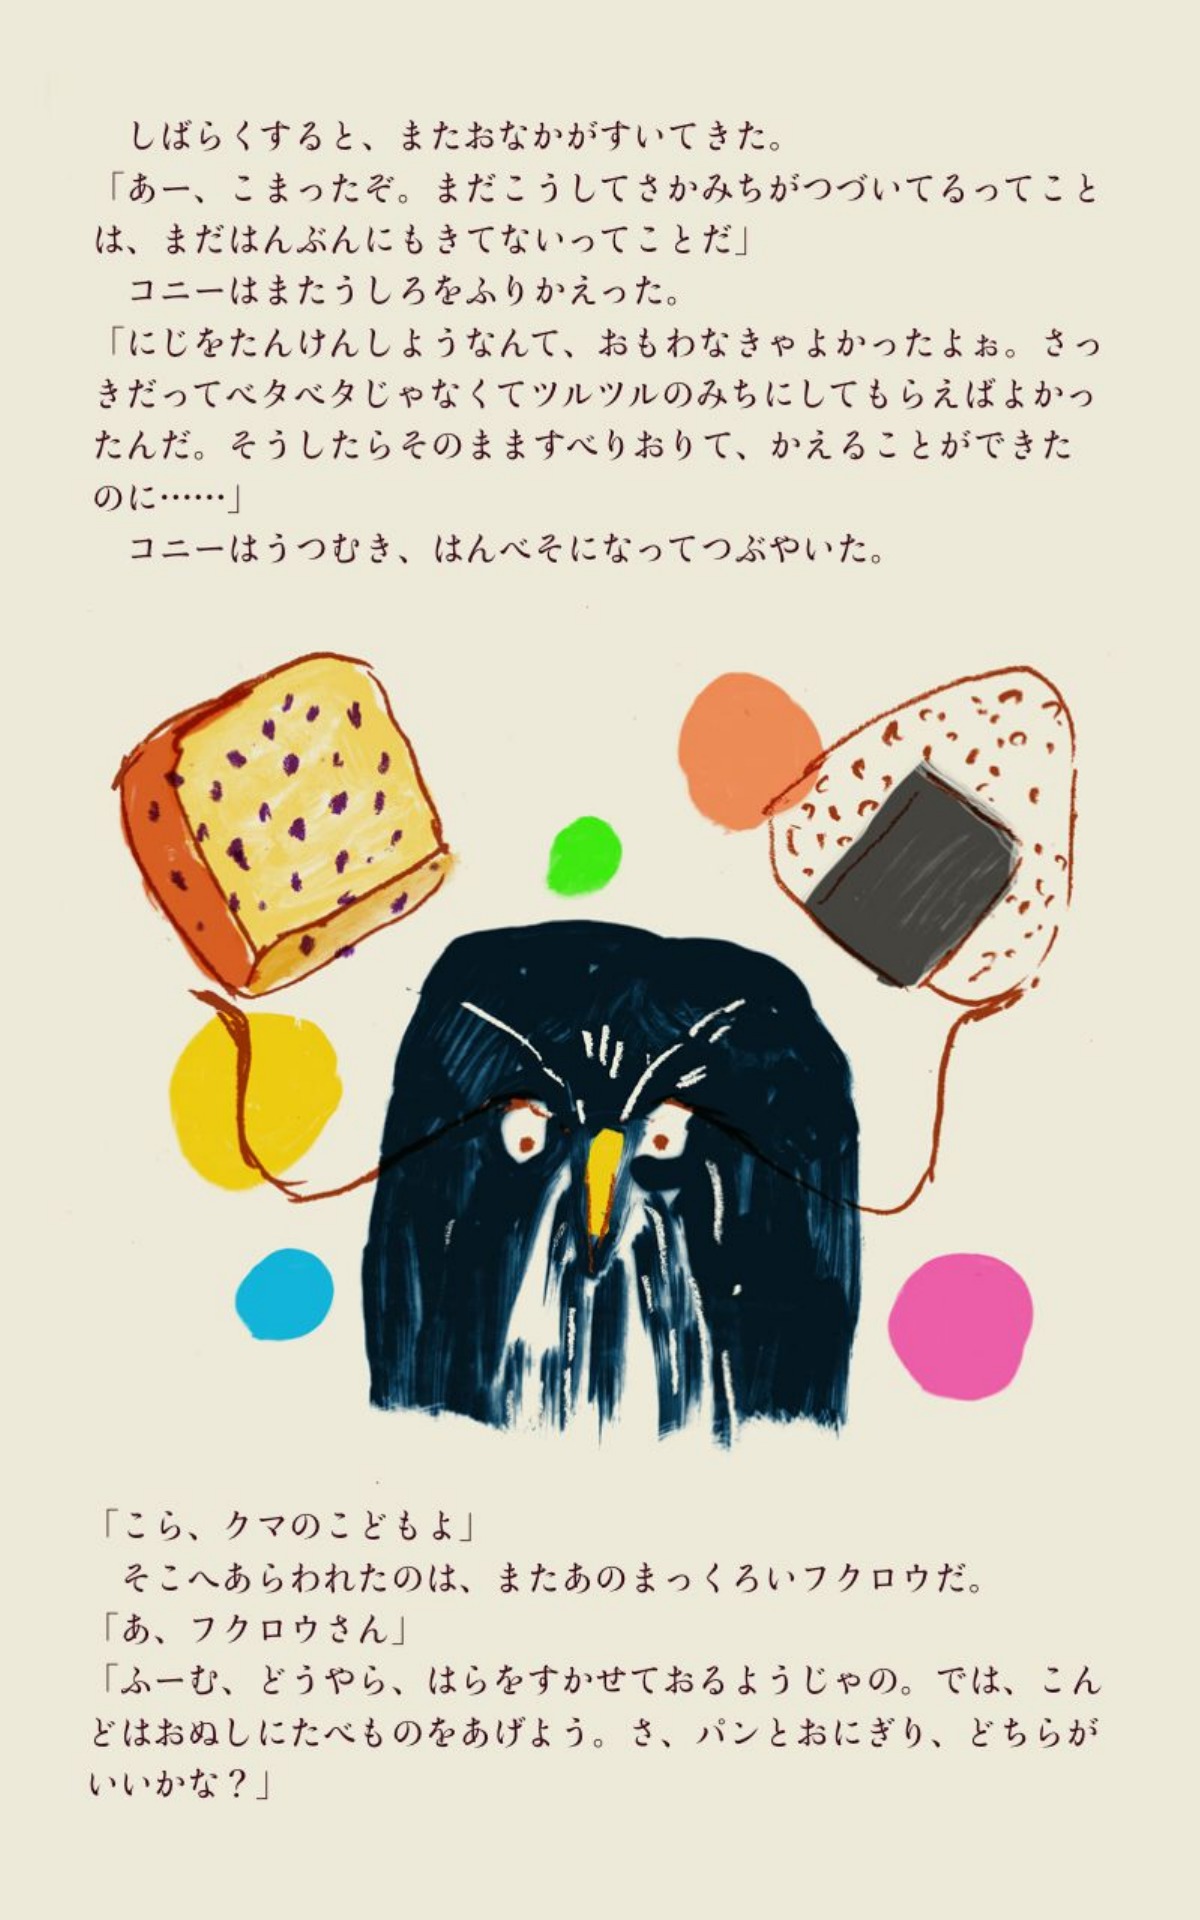 しばらくすると、またおなかがすいてきた。
「あー、こまったぞ。まだこうしてさかみちがつづいてるってこと
は、まだはんぶんにもきてないってことだ」
コニーはまたうしろをふりかえった。
「にじをたんけんしようなんて、おもわなきゃよかったよぉ。さっ
きだってベタベタじゃなくてツルツルのみちにしてもらえばよかっ
たんだ。そうしたらそのまますべりおりて、かえることができた
のに……」
コニーはうつむき、はんべそになってつぶやいた。
「こら、クマのこどもよ」
そこへあらわれたのは、またあのまっくろいフクロウだ。
「あ、フクロウさん」
「ふーむ、どうやら、はらをすかせておるようじゃの。では、こん
どはおぬしにたべものをあげよう。さ、パンとおにぎり、どちらが
いいかな？」